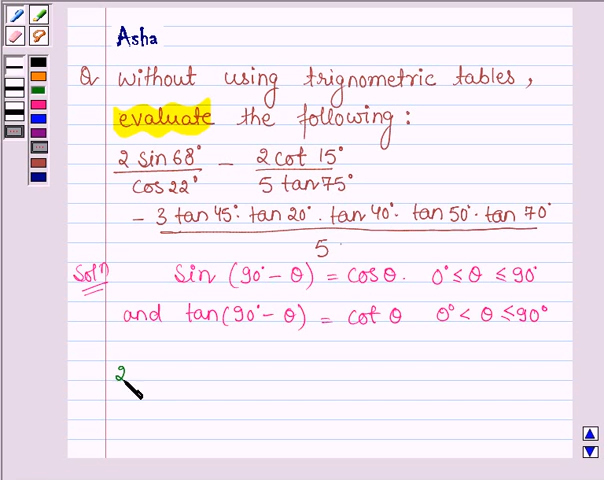 Asha
Q Without using trignometric tables,
evaluate the following:
2 sin 68° / cos 22° − 2 cot 15° / 5 tan 75°
− 3 tan 45°. tan 20°. tan 40°. tan 50°. tan 70° / 5
Solⁿ Sin (90° − θ) = cosθ. 0° ≤ θ ≤ 90°
and tan (90° − θ) = cot θ 0° < θ ≤ 90°
2